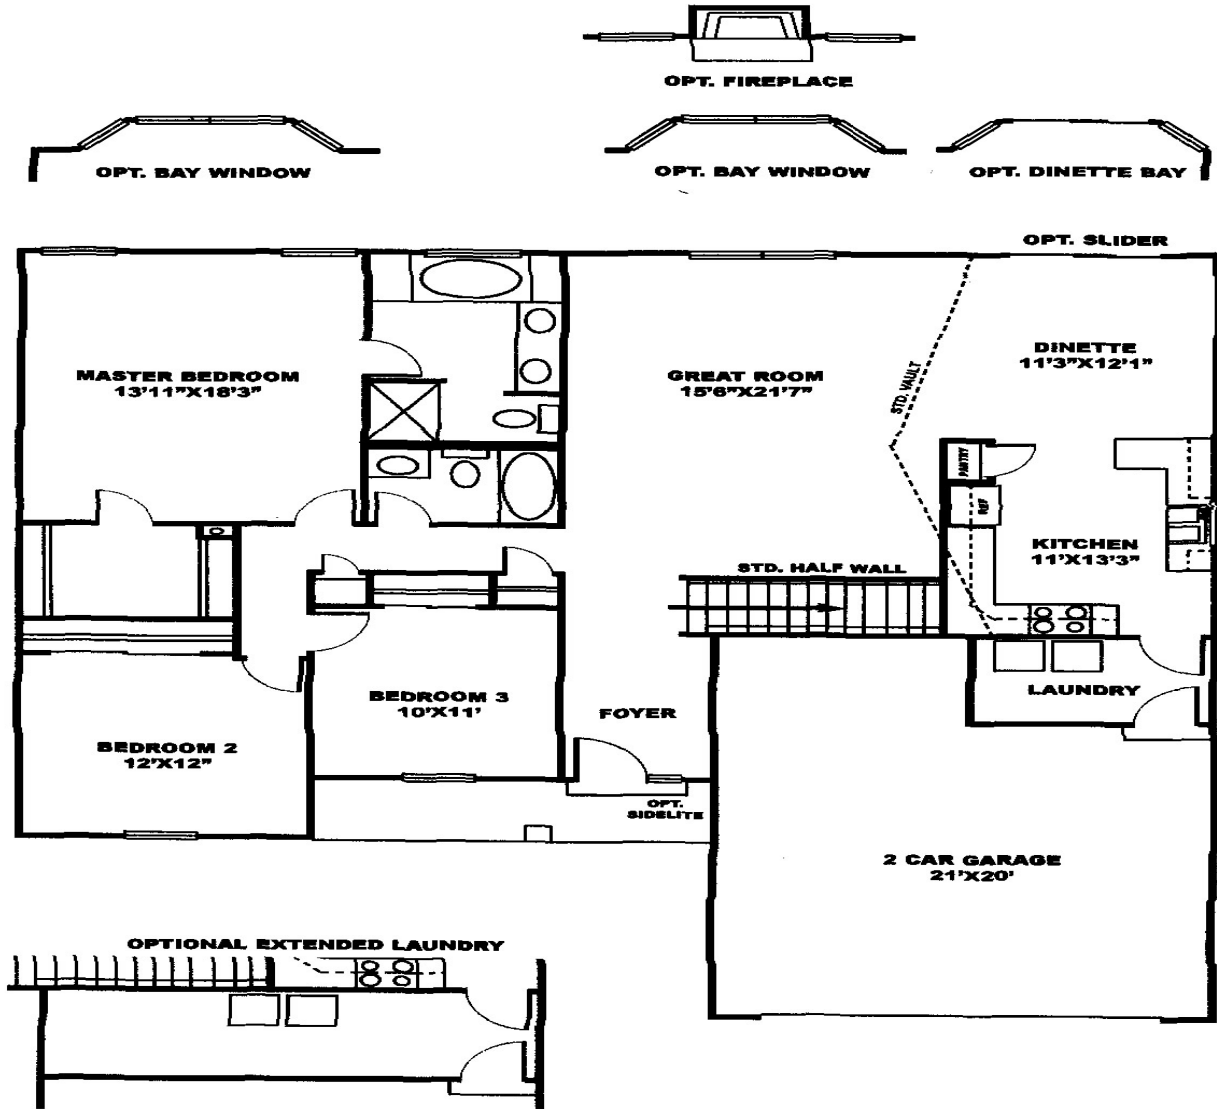 OPT. FIREPLACE
OPT. BAY WINDOW
OPT. BAY WINDOW
OPT. DINETTE BAY
OPT. SLIDER
MASTER BEDROOM
13'11"X18'3"
GREAT ROOM
15'6"X21'7"
STD. VAULT
DINETTE
11'3"X12'1"
PANTRY
REF
KITCHEN
11'X13'3"
STD. HALF WALL
BEDROOM 3
10'X11'
FOYER
LAUNDRY
BEDROOM 2
12'X12"
OPT.
SIDELITE
2 CAR GARAGE
21'X20'
OPTIONAL EXTENDED LAUNDRY